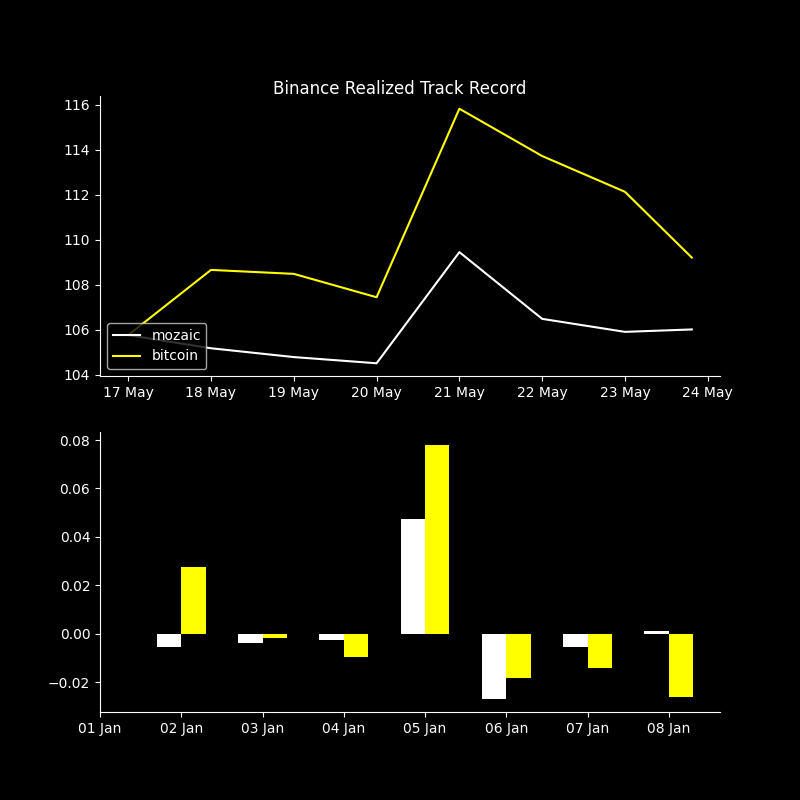 Binance Realized Track Record
116
114
112
110
108
106
104
mozaic
bitcoin
17 May 18 May 19 May 20 May 21 May 22 May 23 May 24 May
0.08
0.06
0.04
0.02
0.00
−0.02
01 Jan 02 Jan 03 Jan 04 Jan 05 Jan 06 Jan 07 Jan 08 Jan